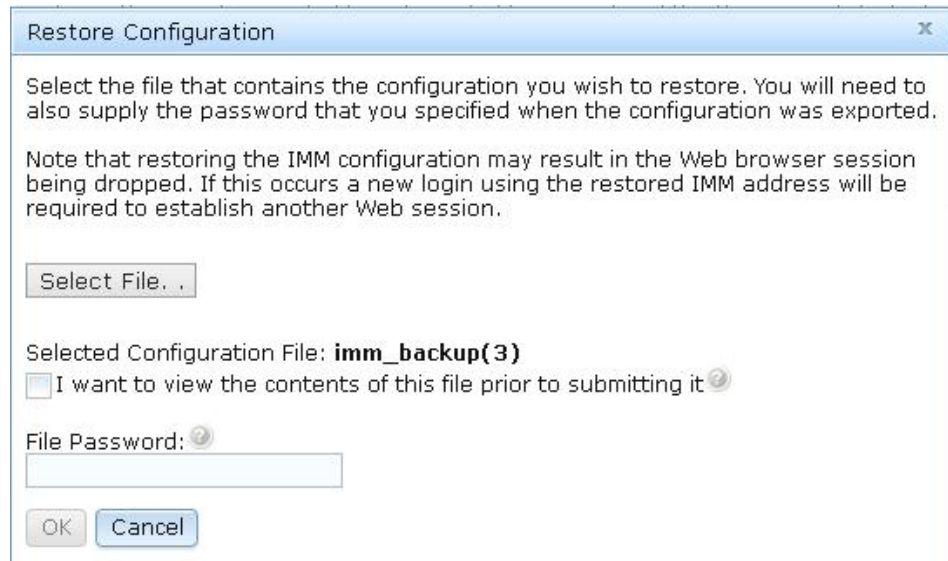 Restore Configuration x
Select the file that contains the configuration you wish to restore. You will need to
also supply the password that you specified when the configuration was exported.
Note that restoring the IMM configuration may result in the Web browser session
being dropped. If this occurs a new login using the restored IMM address will be
required to establish another Web session.
Select File. .
Selected Configuration File: imm_backup(3)
I want to view the contents of this file prior to submitting it ?
File Password: ?
OK Cancel